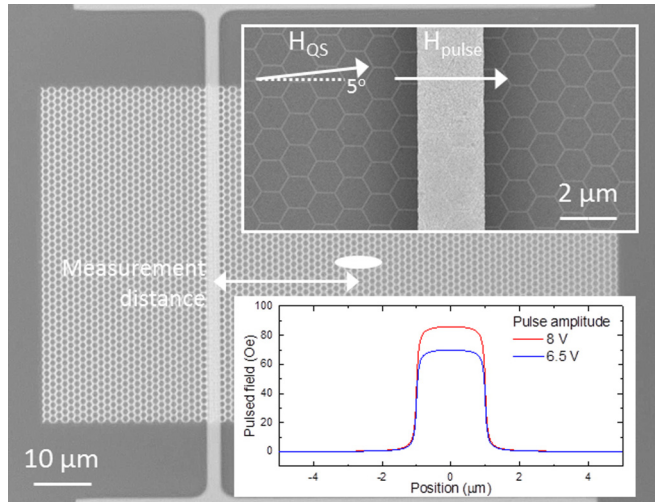 H_QS
H_pulse
5°
2 μm
Measurement
distance
10 μm
Pulse amplitude
8 V
6.5 V
Pulsed field (Oe)
100
80
60
40
20
0
-4
-2
0
2
4
Position (μm)